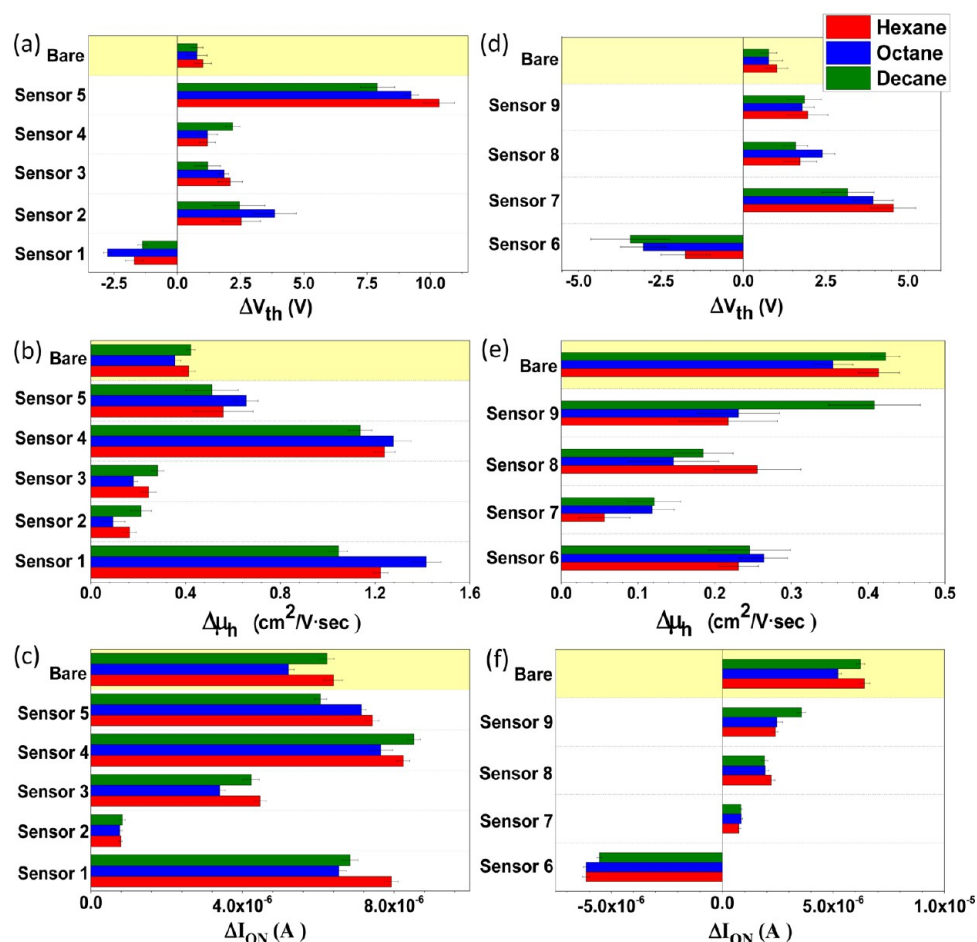 (a)
Bare
Sensor 5
Sensor 4
Sensor 3
Sensor 2
Sensor 1
-2.5 0.0 2.5 5.0 7.5 10.0
ΔVth (V)
(d)
Hexane
Octane
Decane
Bare
Sensor 9
Sensor 8
Sensor 7
Sensor 6
-5.0 -2.5 0.0 2.5 5.0
ΔVth (V)
(b)
Bare
Sensor 5
Sensor 4
Sensor 3
Sensor 2
Sensor 1
0.0 0.4 0.8 1.2 1.6
Δμh (cm²/V·sec)
(e)
Bare
Sensor 9
Sensor 8
Sensor 7
Sensor 6
0.0 0.1 0.2 0.3 0.4 0.5
Δμh (cm²/V·sec)
(c)
Bare
Sensor 5
Sensor 4
Sensor 3
Sensor 2
Sensor 1
0.0 4.0x10⁻⁶ 8.0x10⁻⁶
ΔION (A)
(f)
Bare
Sensor 9
Sensor 8
Sensor 7
Sensor 6
-5.0x10⁻⁶ 0.0 5.0x10⁻⁶ 1.0x10⁻⁵
ΔION (A)